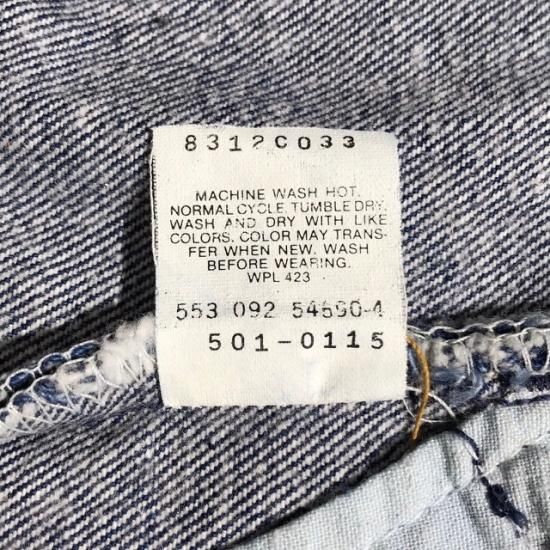 8312C033
MACHINE WASH HOT.
NORMAL CYCLE. TUMBLE DRY.
WASH AND DRY WITH LIKE
COLORS. COLOR MAY TRANS-
FER WHEN NEW. WASH
BEFORE WEARING.
WPL 423
553 092 54590-4
501-0115